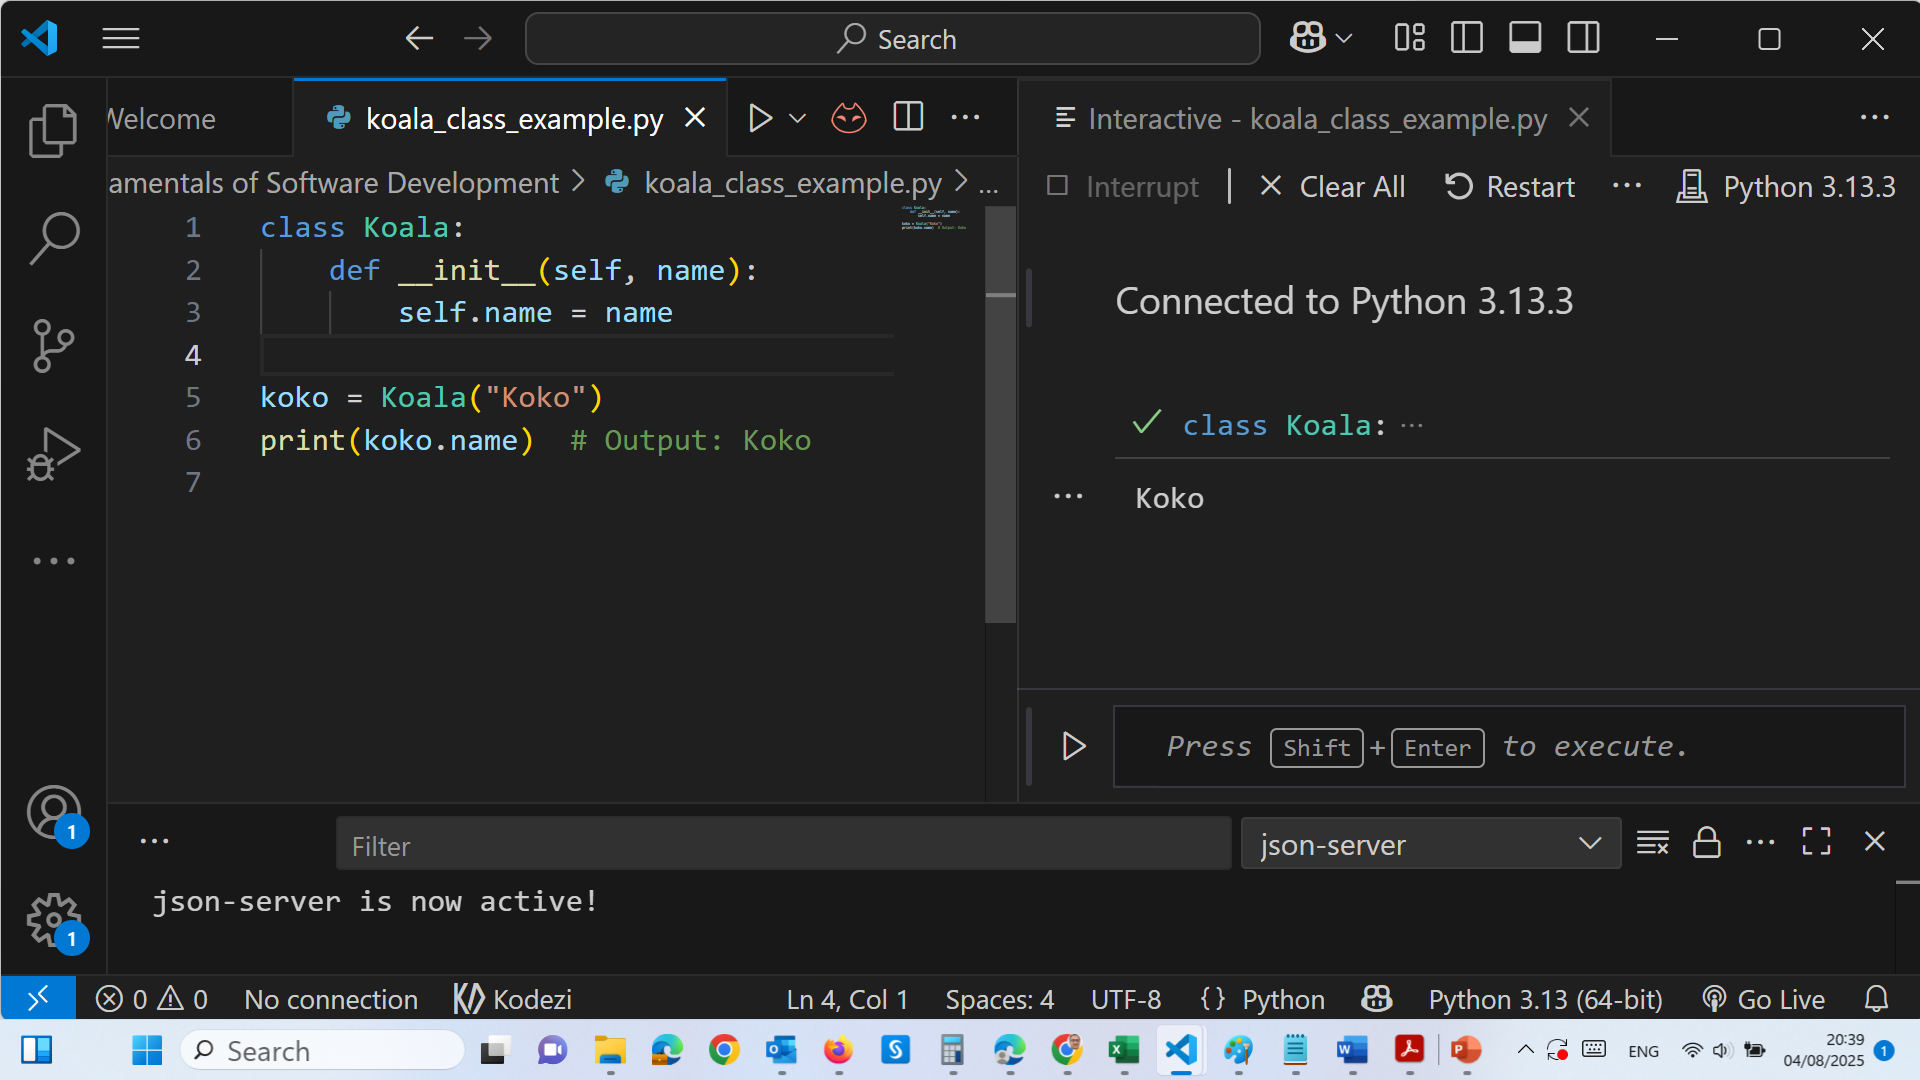 Search
Welcome
koala_class_example.py
Interactive - koala_class_example.py
amentals of Software Development > koala_class_example.py > ...
Interrupt | Clear All Restart ... Python 3.13.3
1 class Koala:
2 def __init__(self, name):
3 self.name = name
4
5 koko = Koala("Koko")
6 print(koko.name) # Output: Koko
7
Connected to Python 3.13.3
class Koala: ...
Koko
Press Shift + Enter to execute.
Filter
json-server
json-server is now active!
1
1
0 0 No connection Kodezi Ln 4, Col 1 Spaces: 4 UTF-8 {} Python Python 3.13 (64-bit) Go Live
Search
ENG
20:39
04/08/2025
1